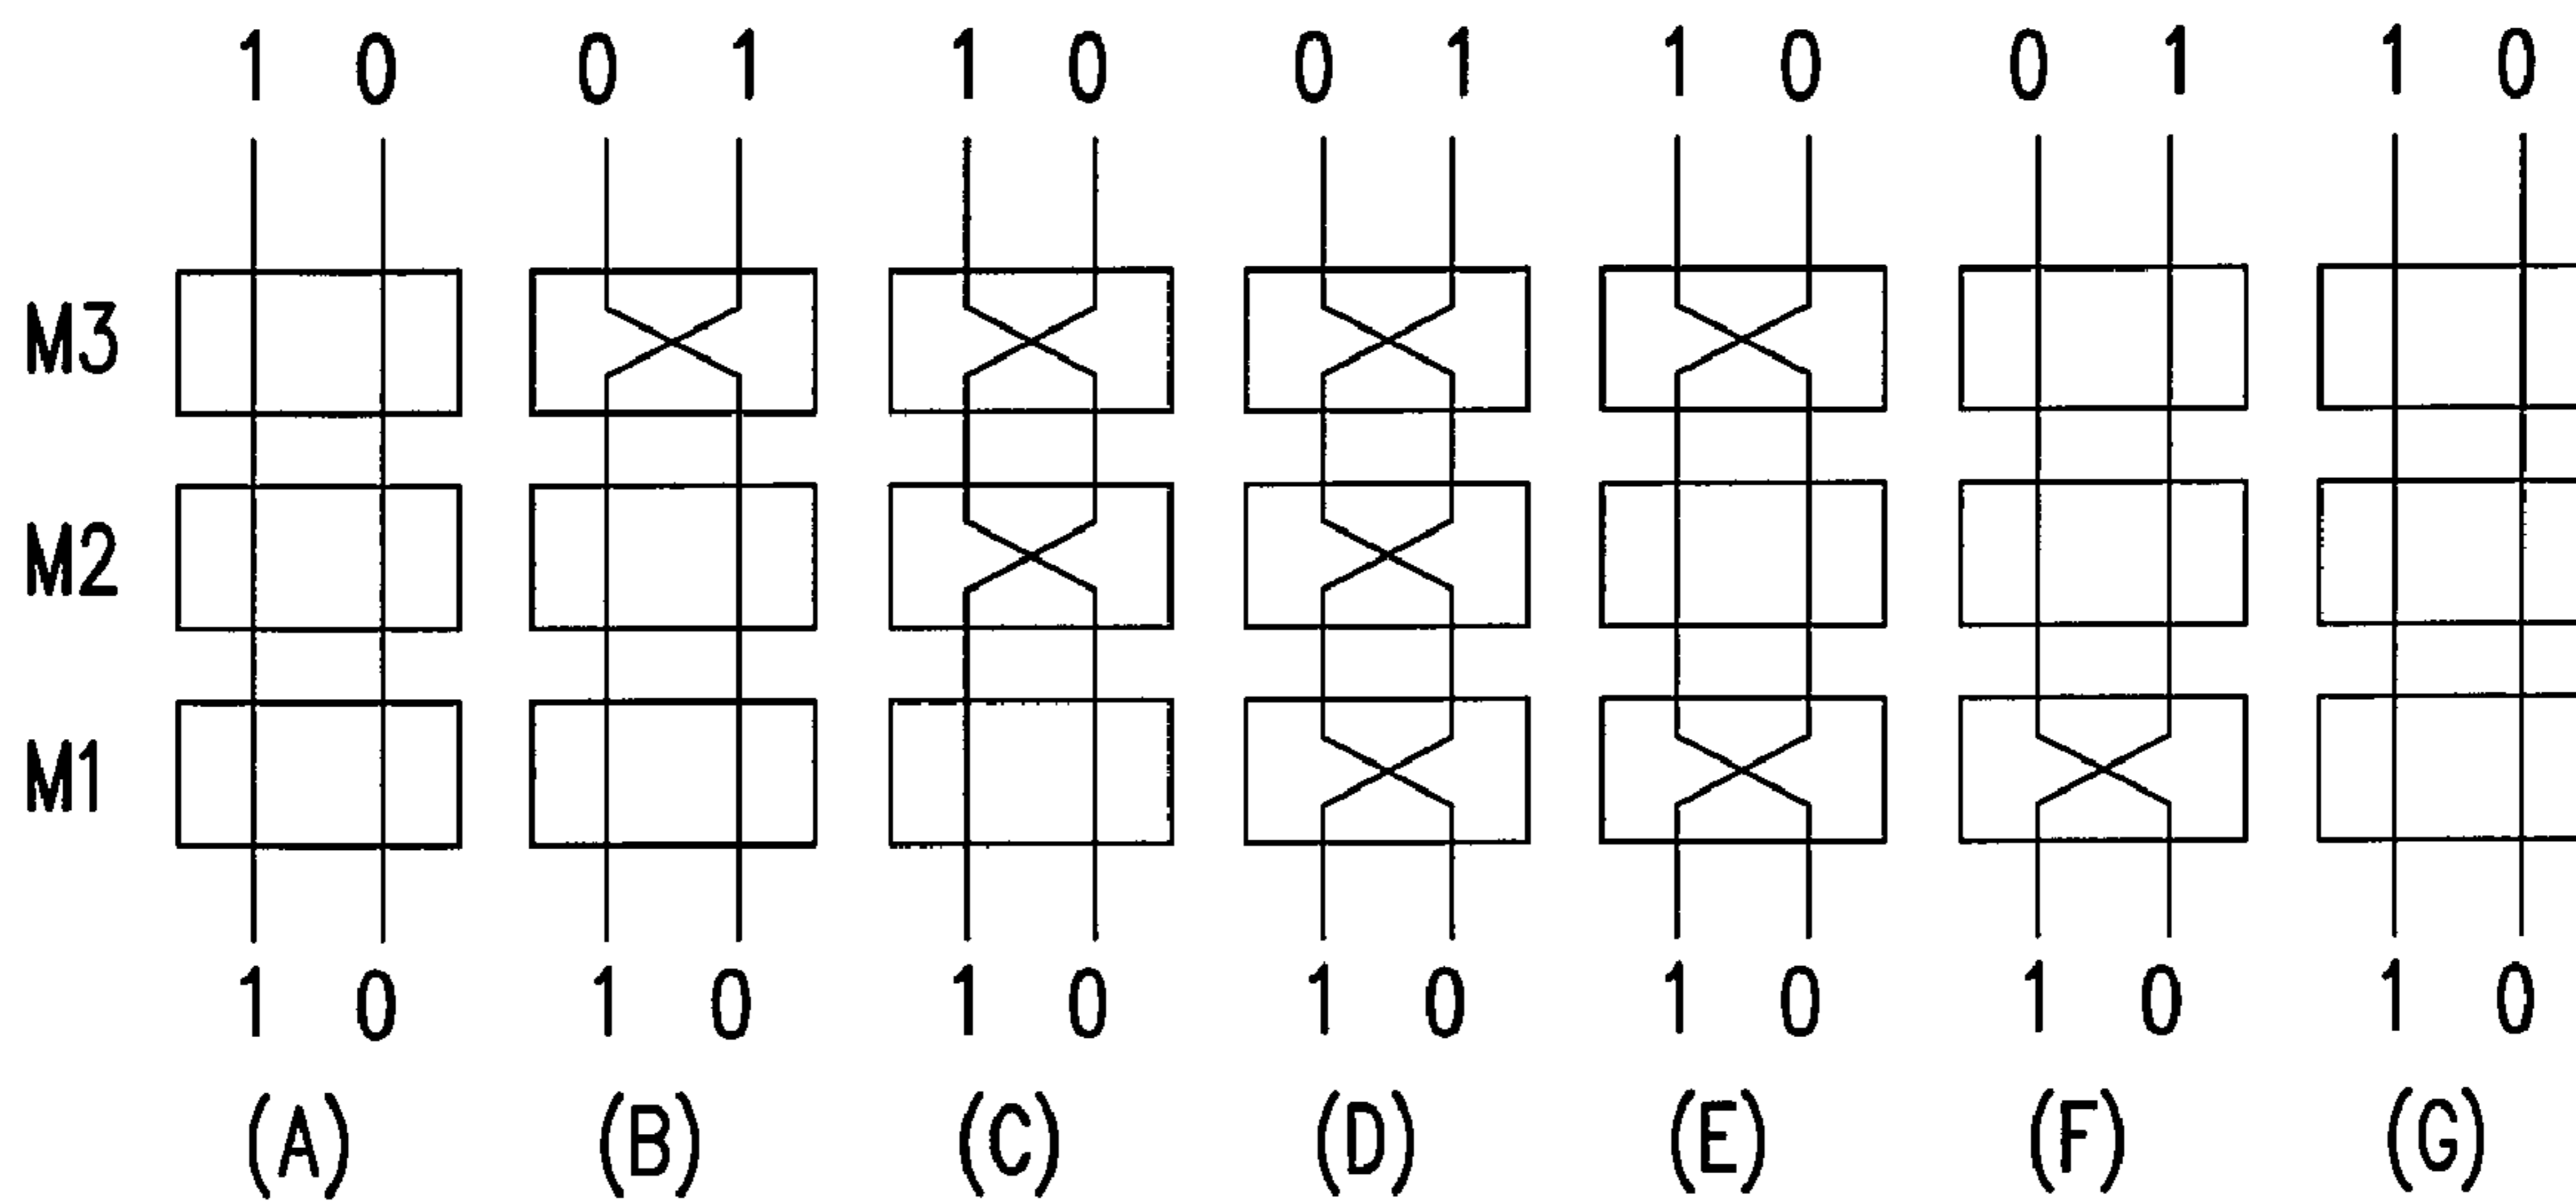 1 0 0 1 1 0 0 1 1 0 0 1 1 0
M3
M2
M1
1 0 1 0 1 0 1 0 1 0 1 0 1 0
(A) (B) (C) (D) (E) (F) (G)